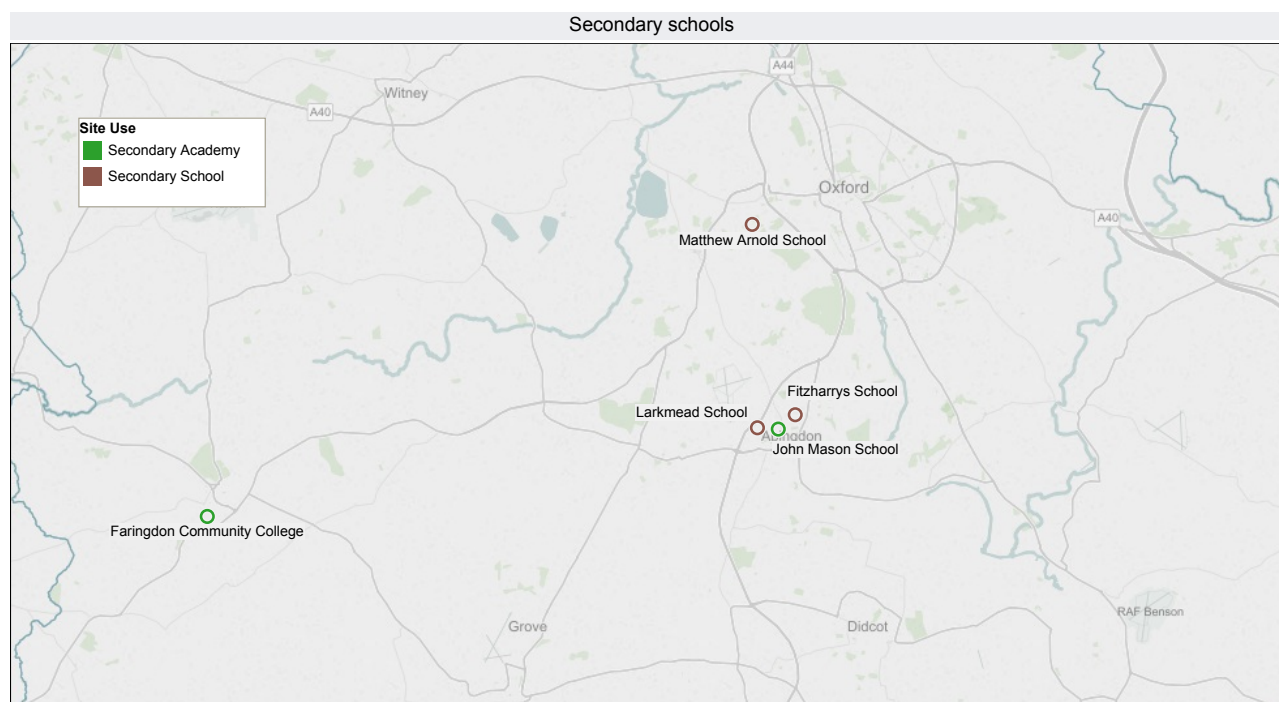 Secondary schools
A44
Witney
A40
Site Use
Secondary Academy
Secondary School
Oxford
A40
Matthew Arnold School
Fitzharrys School
Larkmead School
Abingdon
John Mason School
Faringdon Community College
RAF Benson
Grove
Didcot